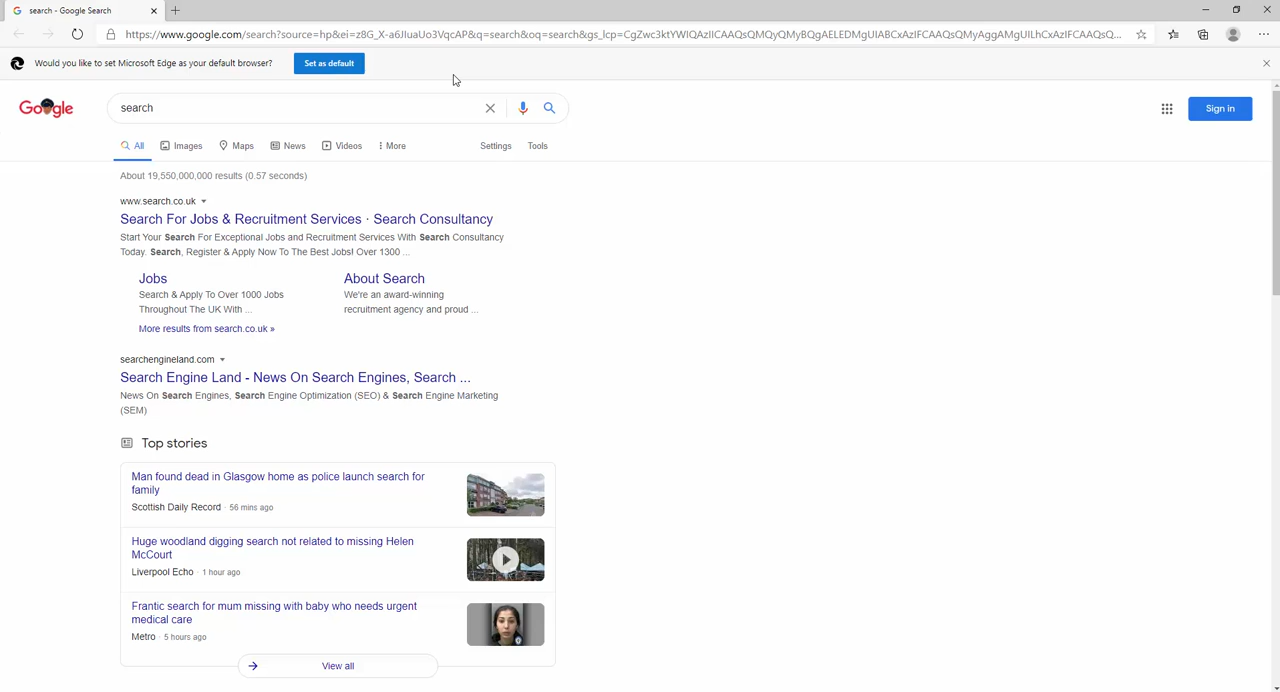 search - Google Search
https://www.google.com/search?source=hp&ei=z8G_X-a6JIuaUo3VqcAP&q=search&oq=search&gs_lcp=CgZwc3ktYWIQAzIICAAQsQMQyQMyBQgAELEDMgUIABCxAzIFCAAQsQMyAggAMgUILhCxAzIFCAAQsQMyBQgAELEDMgUIABCxAzIFCAAQsQ...
Would you like to set Microsoft Edge as your default browser?
Set as default
Google
search
Sign in
All
Images
Maps
News
Videos
More
Settings
Tools
About 19,550,000,000 results (0.57 seconds)
www.search.co.uk
Search For Jobs & Recruitment Services · Search Consultancy
Start Your Search For Exceptional Jobs and Recruitment Services With Search Consultancy
Today. Search, Register & Apply Now To The Best Jobs! Over 1300 ...
Jobs
Search & Apply To Over 1000 Jobs
Throughout The UK With ...
About Search
We're an award-winning
recruitment agency and proud ...
More results from search.co.uk »
searchengineland.com
Search Engine Land - News On Search Engines, Search ...
News On Search Engines, Search Engine Optimization (SEO) & Search Engine Marketing
(SEM)
Top stories
Man found dead in Glasgow home as police launch search for
family
Scottish Daily Record · 56 mins ago
Huge woodland digging search not related to missing Helen
McCourt
Liverpool Echo · 1 hour ago
Frantic search for mum missing with baby who needs urgent
medical care
Metro · 5 hours ago
View all